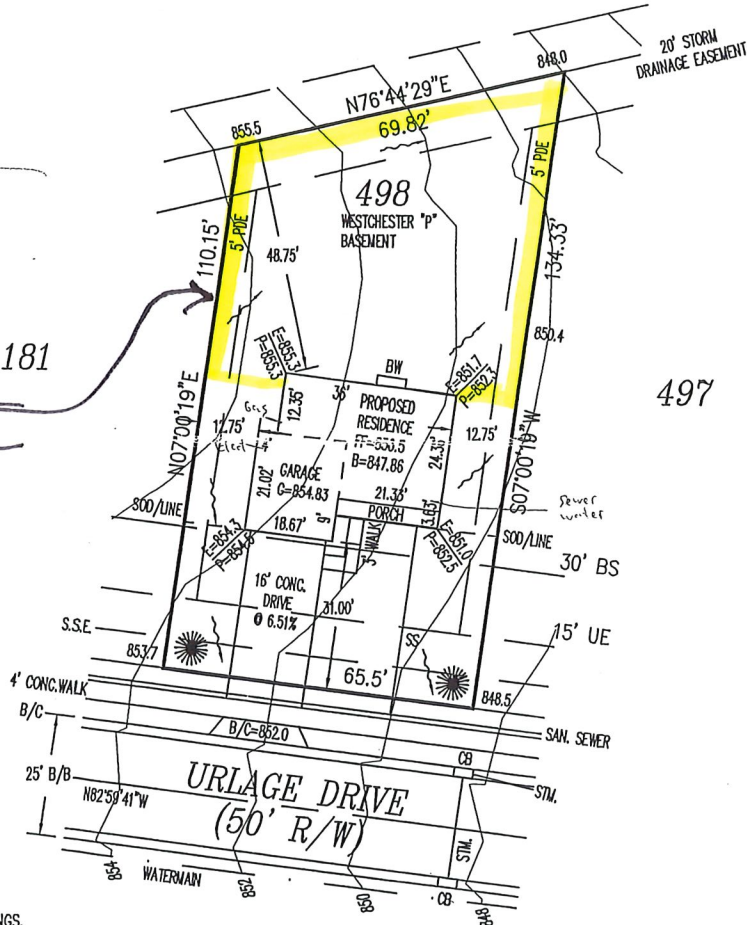 20' STORM
DRAINAGE EASEMENT
848.0
N76°44'29"E
855.5
69.82'
5' PDE
5' PDE
498
WESTCHESTER "P"
BASEMENT
110.15'
134.33'
48.75'
850.4
181
E=855.3
P=855.3
BW
E=851.7
P=852.3
497
36'
12.35'
PROPOSED
RESIDENCE
B=847.86
Gas
12.75'
Elect
4'
12.75'
N07°00'19"E
S07°00'19"W
GARAGE
G=854.83
21.02'
21.33'
PORCH
3.63'
sewer
water
SOD/LINE
18.67'
9"
WALK
3'
E=854.3
E=851.0
P=852.5
SOD/LINE
30' BS
16' CONC.
DRIVE
@ 6.51%
31.00'
S.S.E.
SS
15' UE
853.7
65.5'
848.5
4' CONC.WALK
B/C
B/C=852.0
SAN. SEWER
25' B/B
CB
STM.
N82°59'41"W
URLAGE DRIVE
(50' R/W)
STM.
WATERMAIN
CB
854
852
850
848
NGS.